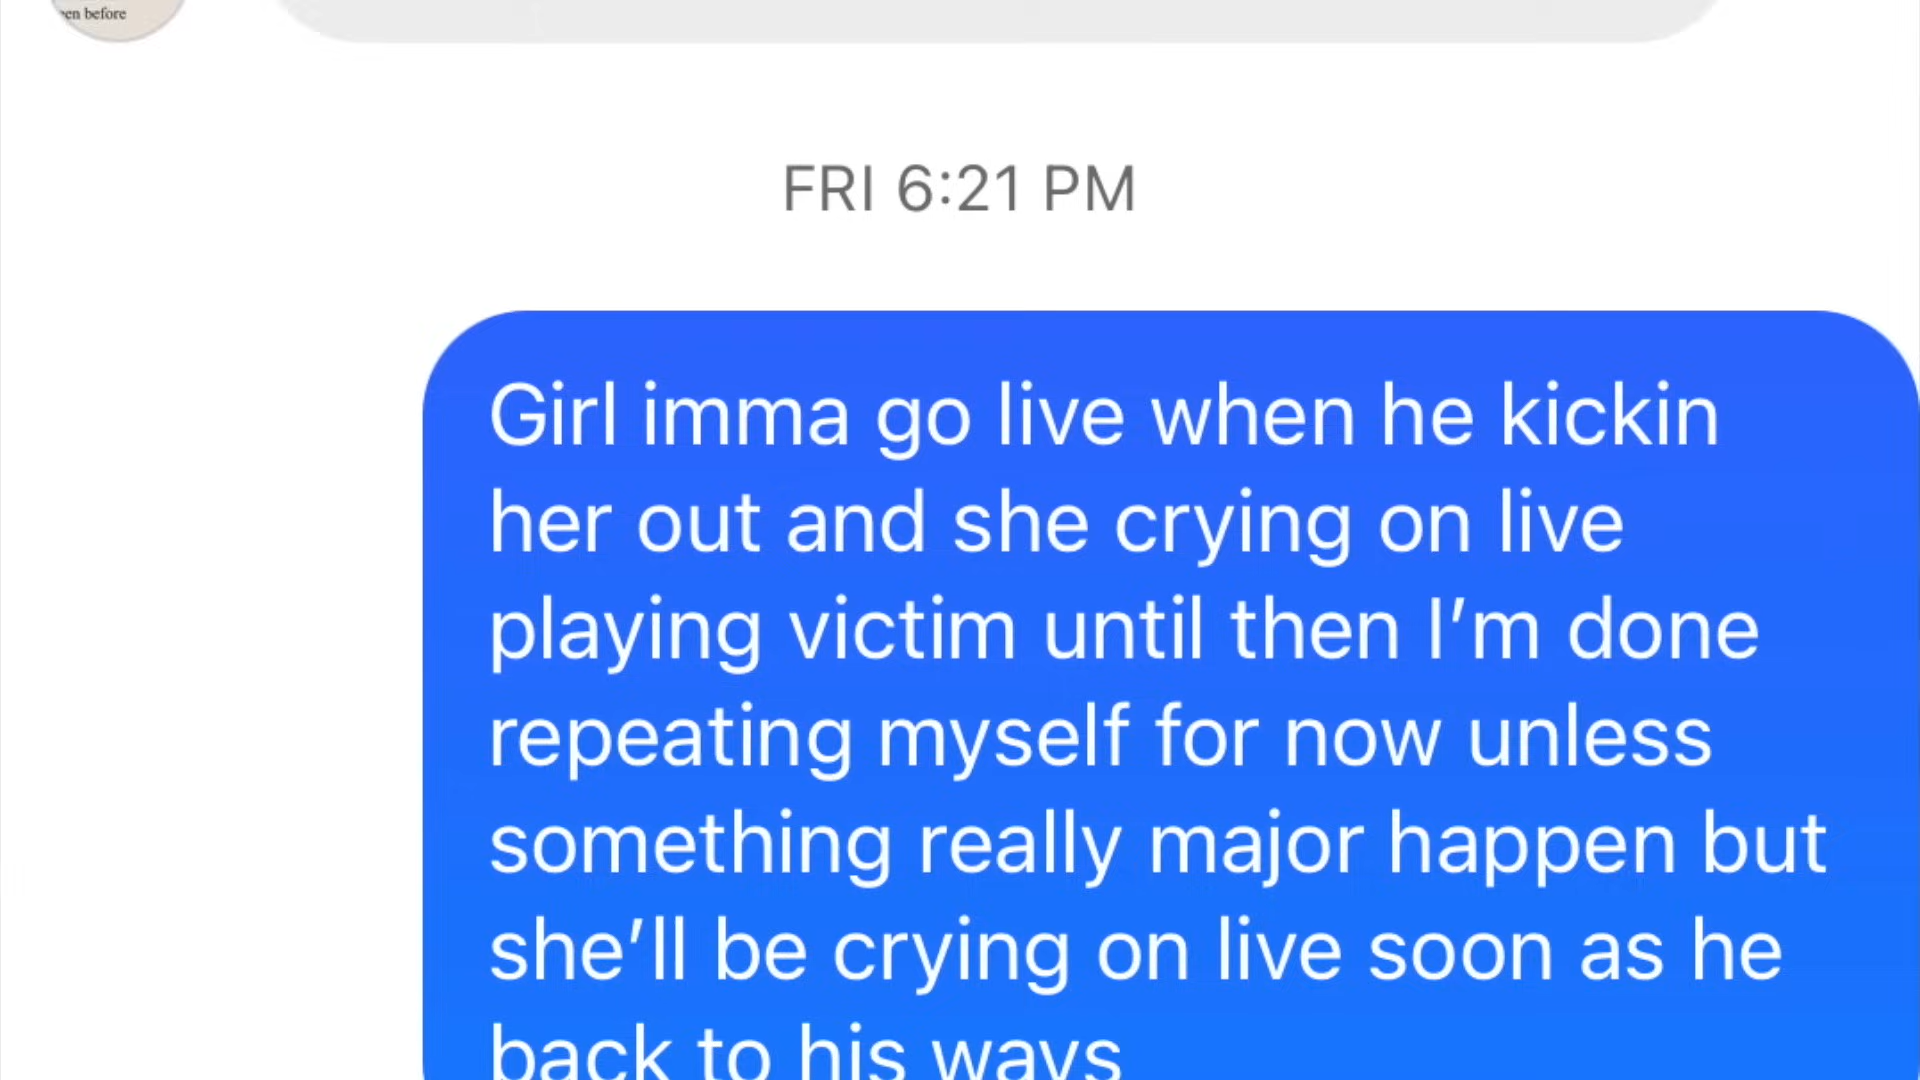 en before
FRI 6:21 PM
Girl imma go live when he kickin
her out and she crying on live
playing victim until then I’m done
repeating myself for now unless
something really major happen but
she’ll be crying on live soon as he
back to his ways